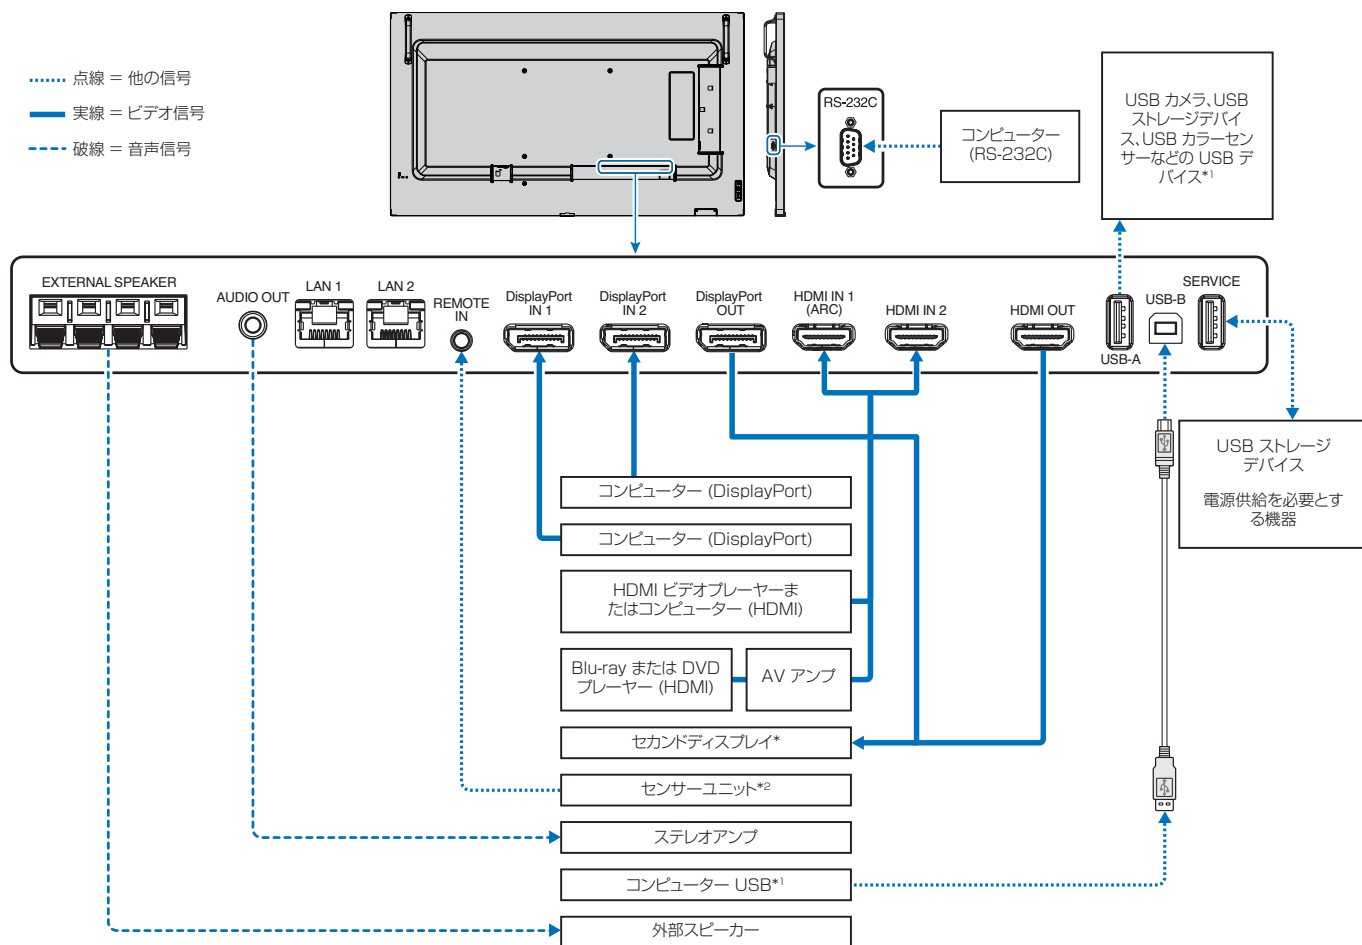 点線 = 他の信号
実線 = ビデオ信号
破線 = 音声信号
RS-232C
コンピューター
(RS-232C)
USB カメラ、USB
ストレージデバイ
ス、USB カラーセン
サーなどの USB デ
バイス*1
EXTERNAL SPEAKER
AUDIO OUT
LAN 1
LAN 2
REMOTE
IN
DisplayPort
IN 1
DisplayPort
IN 2
DisplayPort
OUT
HDMI IN 1
(ARC)
HDMI IN 2
HDMI OUT
USB-A
USB-B
SERVICE
USB ストレージ
デバイス
電源供給を必要とす
る機器
コンピューター (DisplayPort)
コンピューター (DisplayPort)
HDMI ビデオプレーヤーま
たはコンピューター (HDMI)
Blu-ray または DVD
プレーヤー (HDMI)
AV アンプ
セカンドディスプレイ*
センサーユニット*2
ステレオアンプ
コンピューター USB*1
外部スピーカー